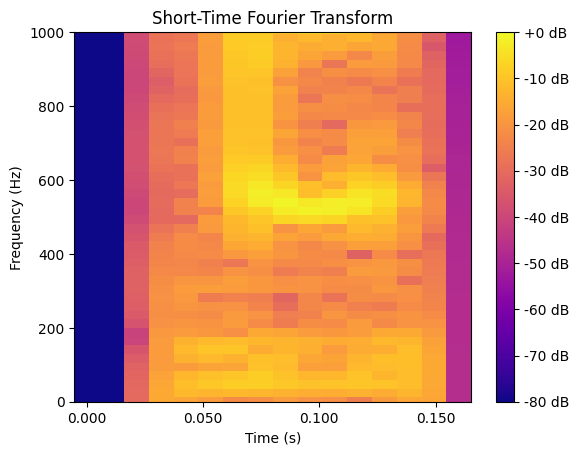 Short-Time Fourier Transform
Frequency (Hz)
1000
800
600
400
200
0
0.000
0.050
0.100
0.150
Time (s)
+0 dB
-10 dB
-20 dB
-30 dB
-40 dB
-50 dB
-60 dB
-70 dB
-80 dB